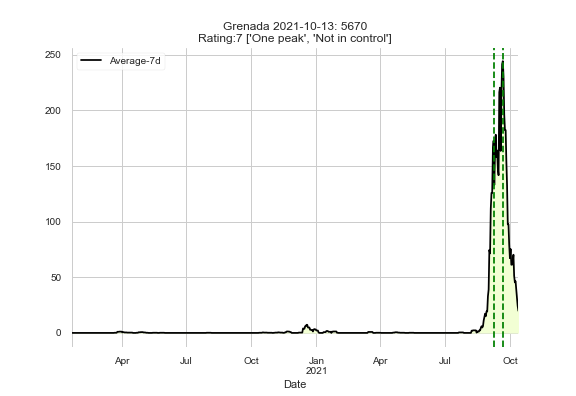 Grenada 2021-10-13: 5670
Rating:7 ['One peak', 'Not in control']
Average-7d
250
200
150
100
50
0
Apr Jul Oct Jan Apr Jul Oct
2021
Date